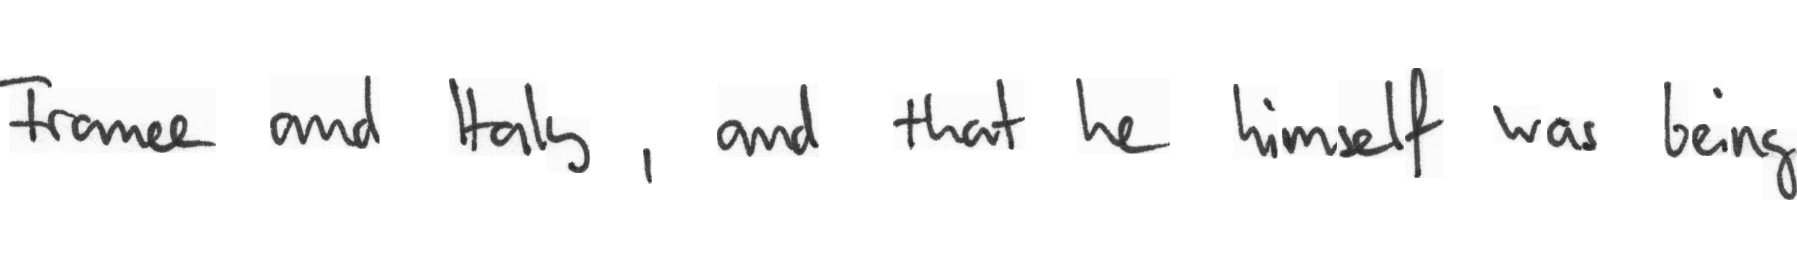 France and Italy, and that he himself was being